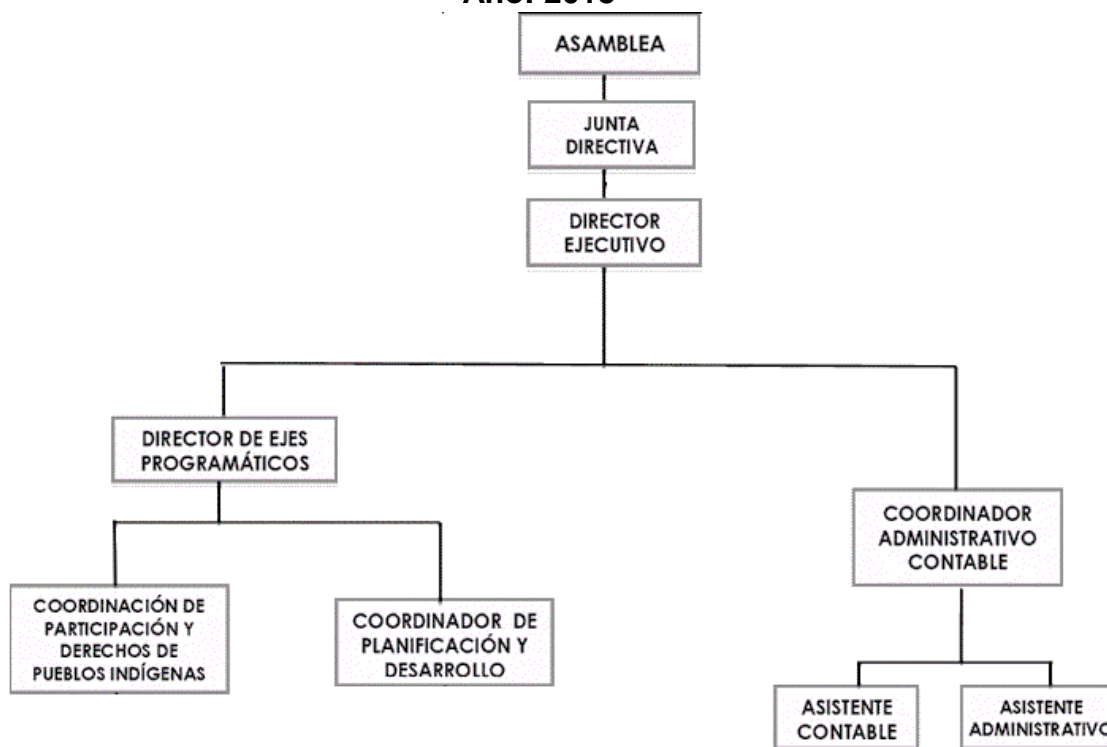 ASAMBLEA
JUNTA
DIRECTIVA
DIRECTOR
EJECUTIVO
DIRECTOR DE EJES
PROGRAMÁTICOS
COORDINADOR
ADMINISTRATIVO
CONTABLE
COORDINACIÓN DE
PARTICIPACIÓN Y
DERECHOS DE
PUEBLOS INDÍGENAS
COORDINADOR DE
PLANIFICACIÓN Y
DESARROLLO
ASISTENTE
CONTABLE
ASISTENTE
ADMINISTRATIVO